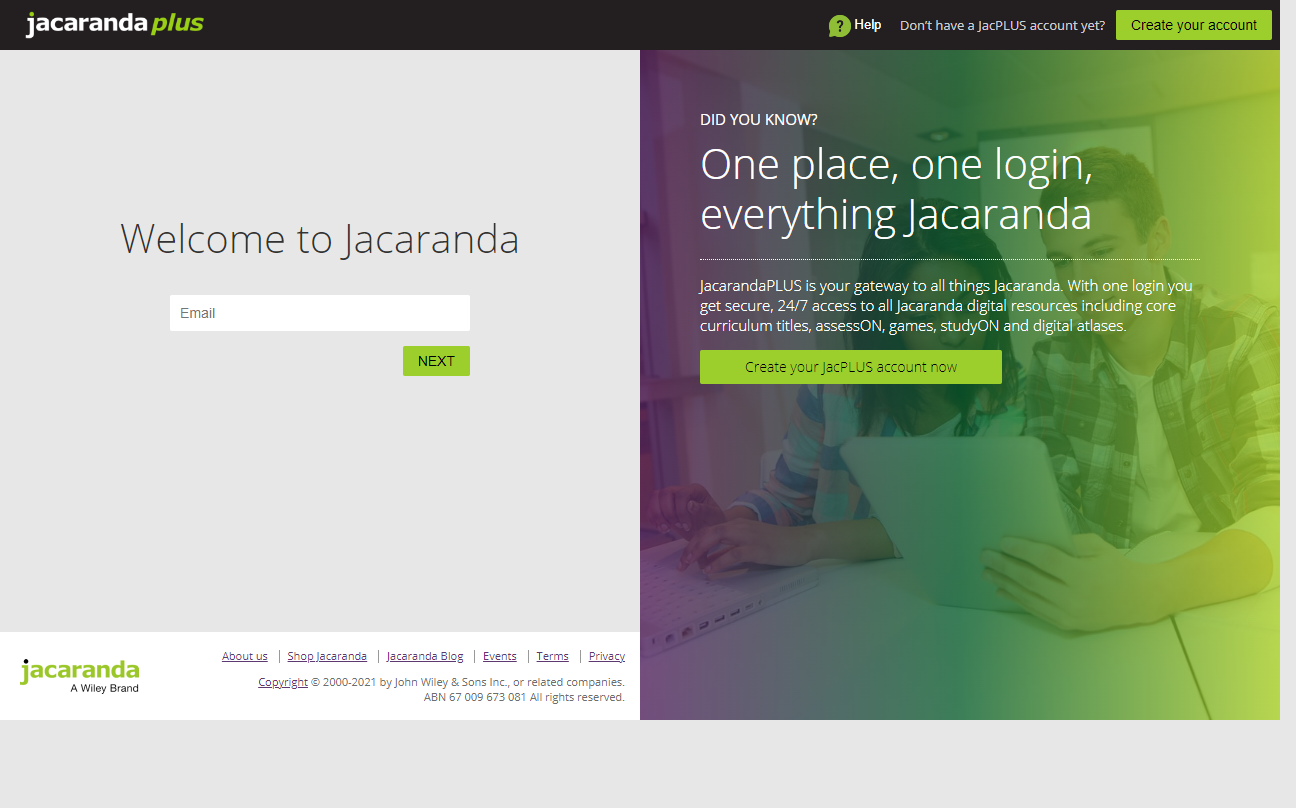 jacaranda plus
? Help
Don't have a JacPLUS account yet?
Create your account
Welcome to Jacaranda
Email
NEXT
DID YOU KNOW?
One place, one login,
everything Jacaranda
JacarandaPLUS is your gateway to all things Jacaranda. With one login you
get secure, 24/7 access to all Jacaranda digital resources including core
curriculum titles, assessON, games, studyON and digital atlases.
Create your JacPLUS account now
jacaranda
A Wiley Brand
About us | Shop Jacaranda | Jacaranda Blog | Events | Terms | Privacy
Copyright © 2000-2021 by John Wiley & Sons Inc., or related companies.
ABN 67 009 673 081 All rights reserved.